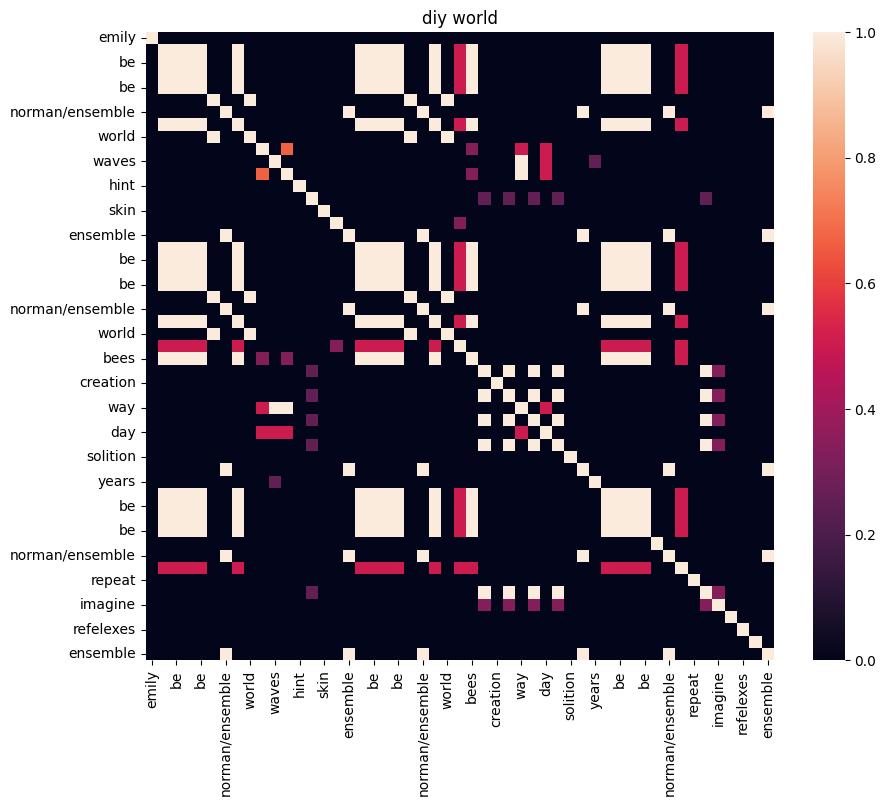 diy world
emily
be
be
norman/ensemble
world
waves
hint
skin
ensemble
be
be
norman/ensemble
world
bees
creation
way
day
solition
years
be
be
norman/ensemble
repeat
imagine
refelexes
ensemble
1.0
0.8
0.6
0.4
0.2
0.0
emily
be
be
norman/ensemble
world
waves
hint
skin
ensemble
be
be
norman/ensemble
world
bees
creation
way
day
solition
years
be
be
norman/ensemble
repeat
imagine
refelexes
ensemble